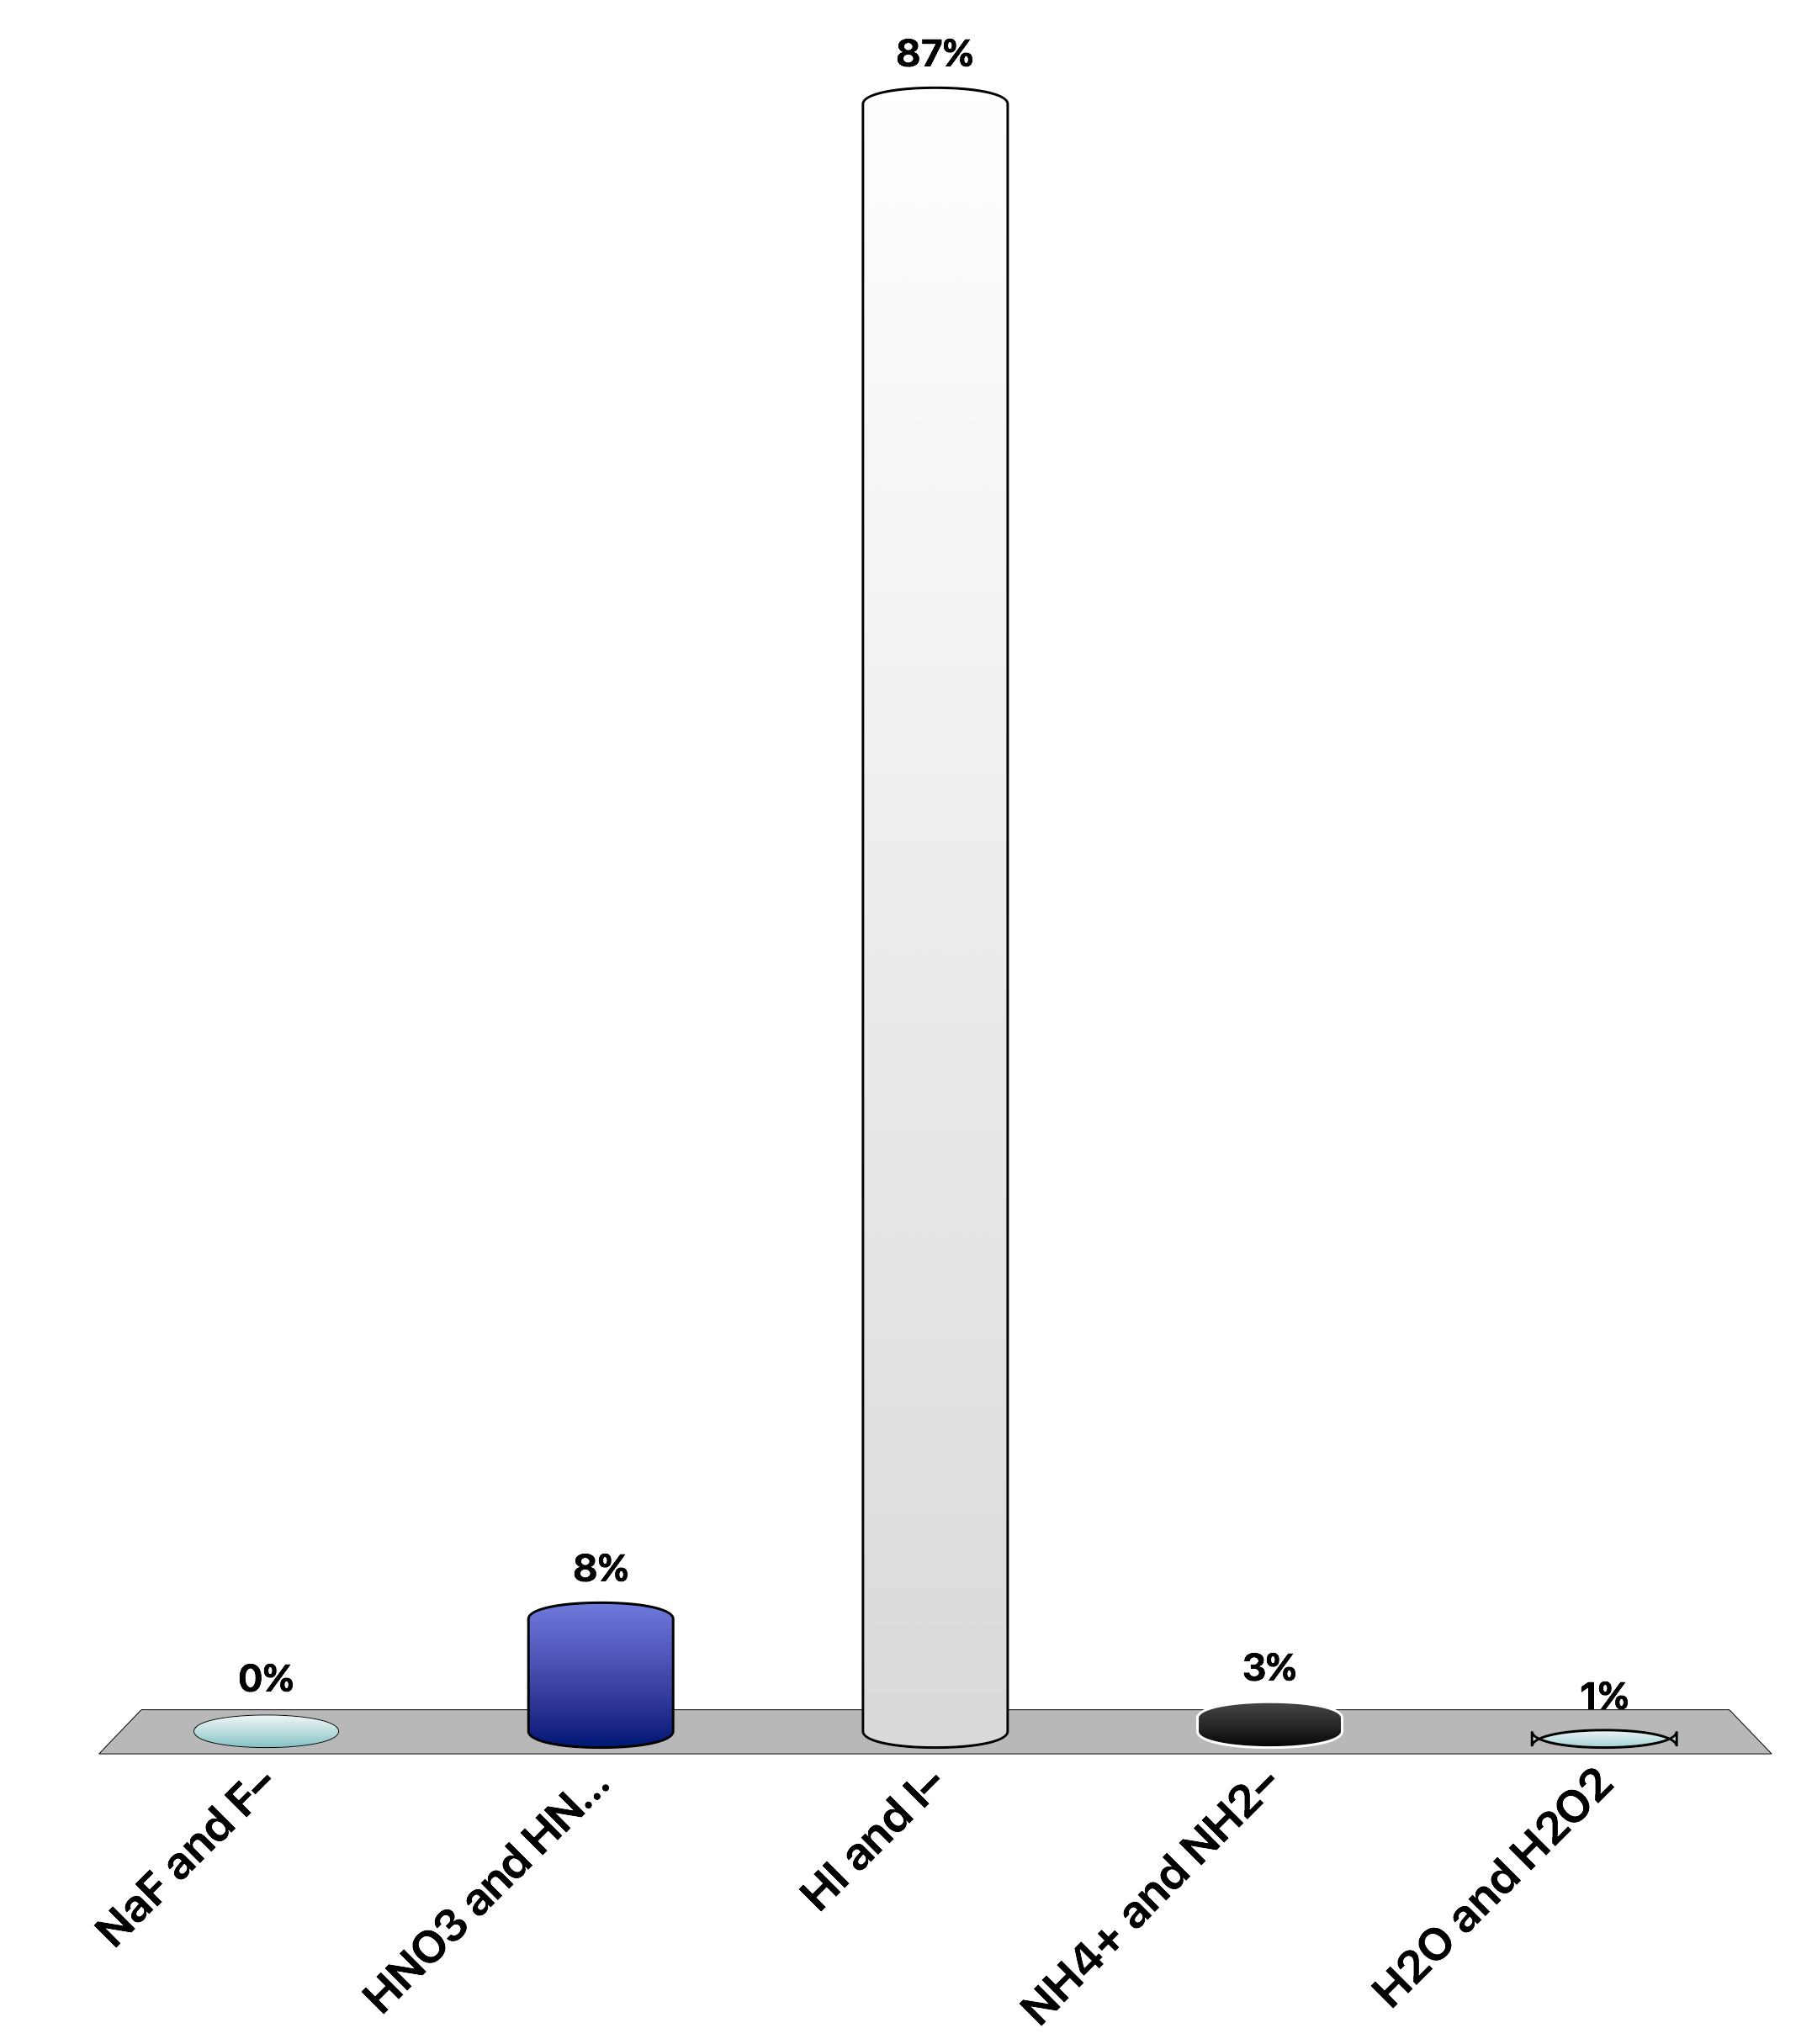 87%
8%
0%
3%
1%
NaF and F–
HNO3 and HN...
HI and I–
NH4+ and NH2–
H2O and H2O2